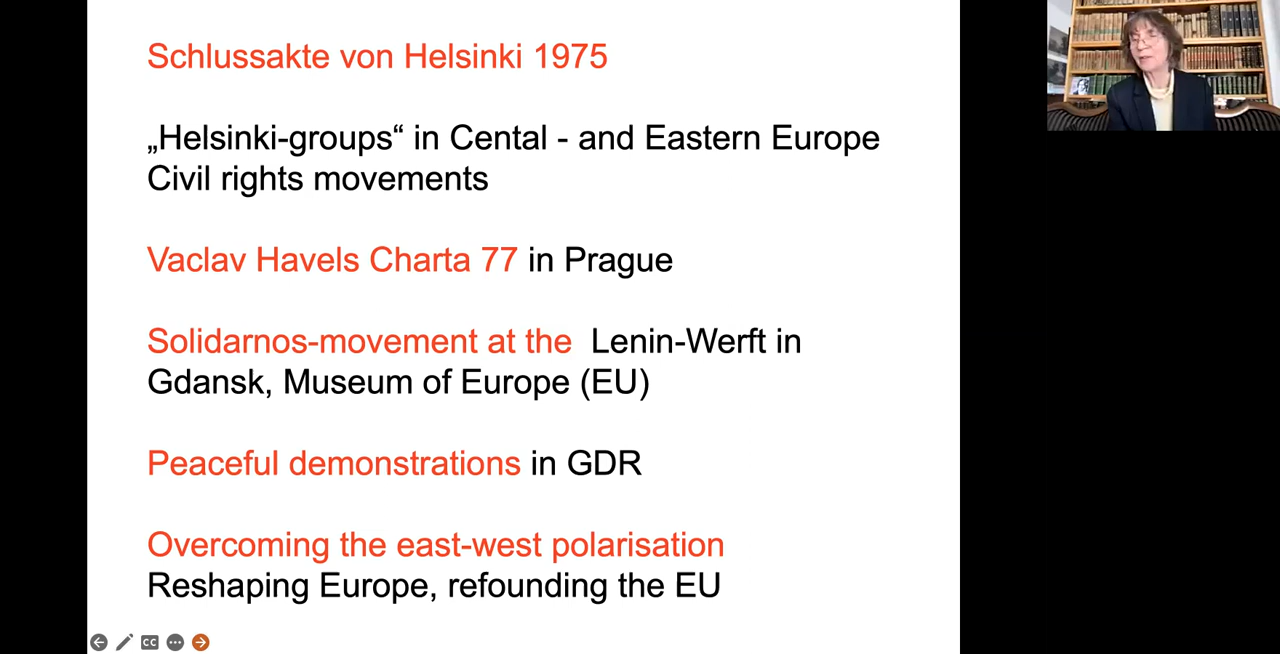 Schlussakte von Helsinki 1975
„Helsinki-groups“ in Cental - and Eastern Europe
Civil rights movements
Vaclav Havels Charta 77 in Prague
Solidarnos-movement at the Lenin-Werft in
Gdansk, Museum of Europe (EU)
Peaceful demonstrations in GDR
Overcoming the east-west polarisation
Reshaping Europe, refounding the EU
CC